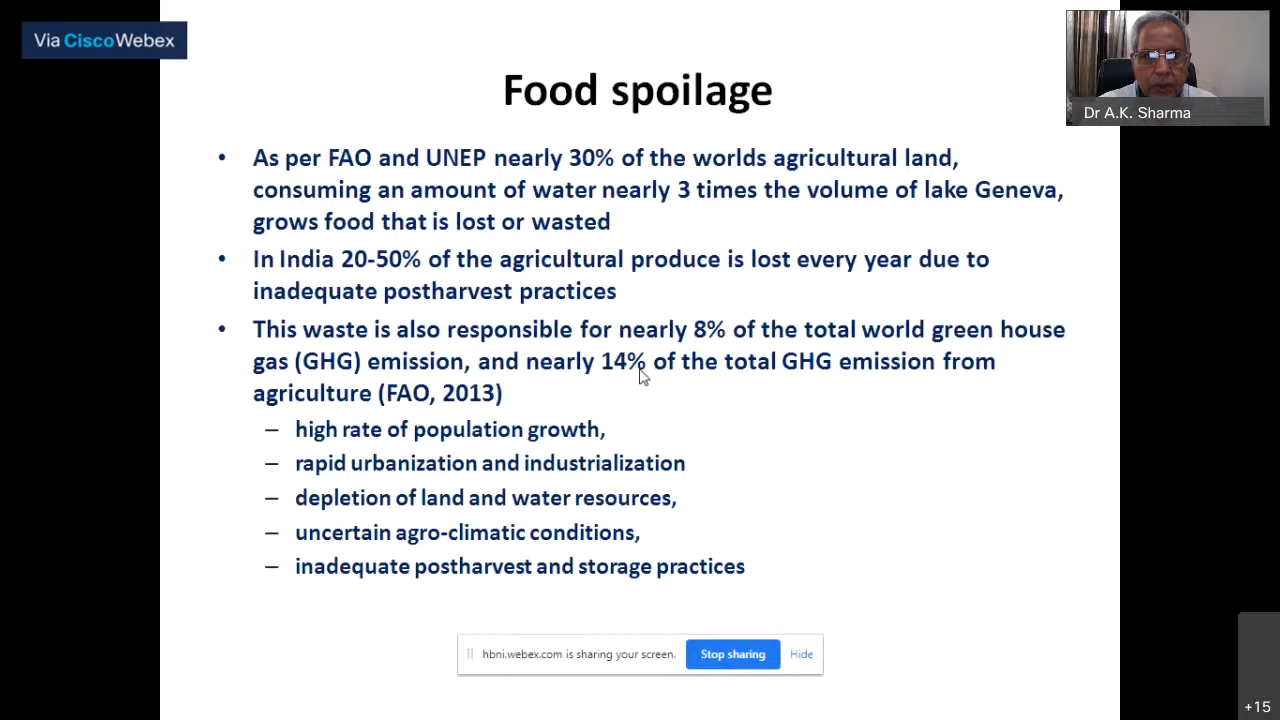 Via Cisco Webex
Dr A.K. Sharma
Food spoilage
• As per FAO and UNEP nearly 30% of the worlds agricultural land,
consuming an amount of water nearly 3 times the volume of lake Geneva,
grows food that is lost or wasted
• In India 20-50% of the agricultural produce is lost every year due to
inadequate postharvest practices
• This waste is also responsible for nearly 8% of the total world green house
gas (GHG) emission, and nearly 14% of the total GHG emission from
agriculture (FAO, 2013)
– high rate of population growth,
– rapid urbanization and industrialization
– depletion of land and water resources,
– uncertain agro-climatic conditions,
– inadequate postharvest and storage practices
hbni.webex.com is sharing your screen. Stop sharing Hide
+15